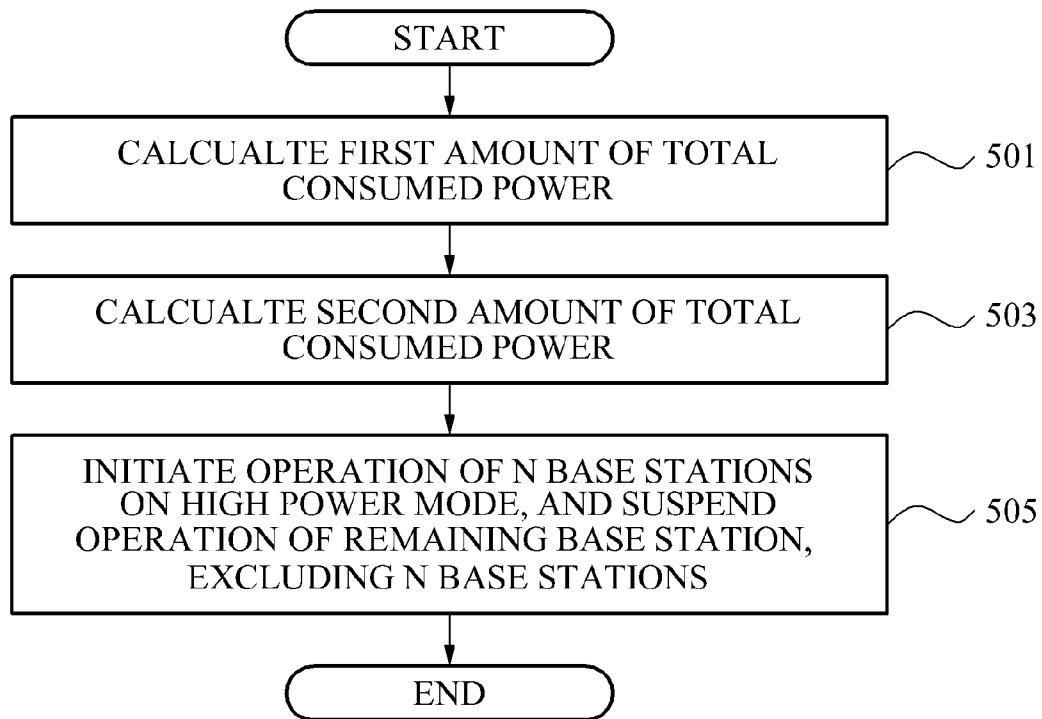 START
CALCUALTE FIRST AMOUNT OF TOTAL
CONSUMED POWER
501
CALCUALTE SECOND AMOUNT OF TOTAL
CONSUMED POWER
503
INITIATE OPERATION OF N BASE STATIONS
ON HIGH POWER MODE, AND SUSPEND
OPERATION OF REMAINING BASE STATION,
EXCLUDING N BASE STATIONS
505
END